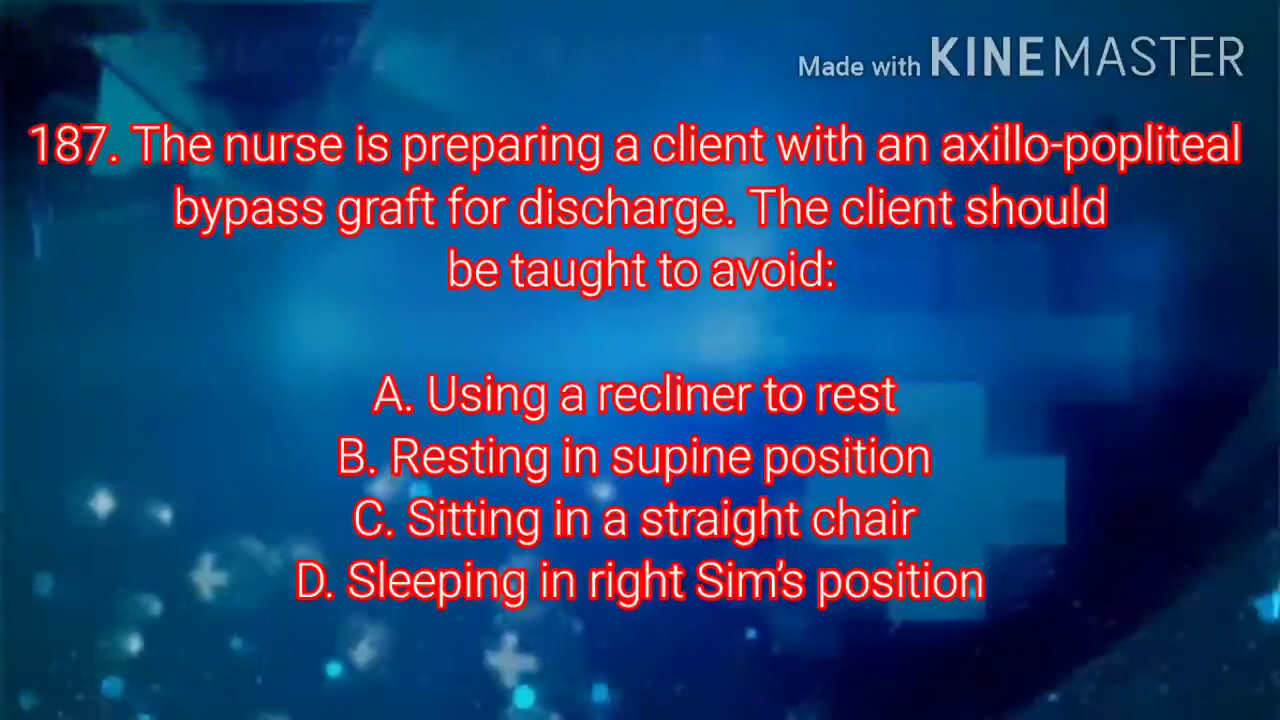 Made with KINEMASTER
187. The nurse is preparing a client with an axillo-popliteal
bypass graft for discharge. The client should
be taught to avoid:
A. Using a recliner to rest
B. Resting in supine position
C. Sitting in a straight chair
D. Sleeping in right Sim's position